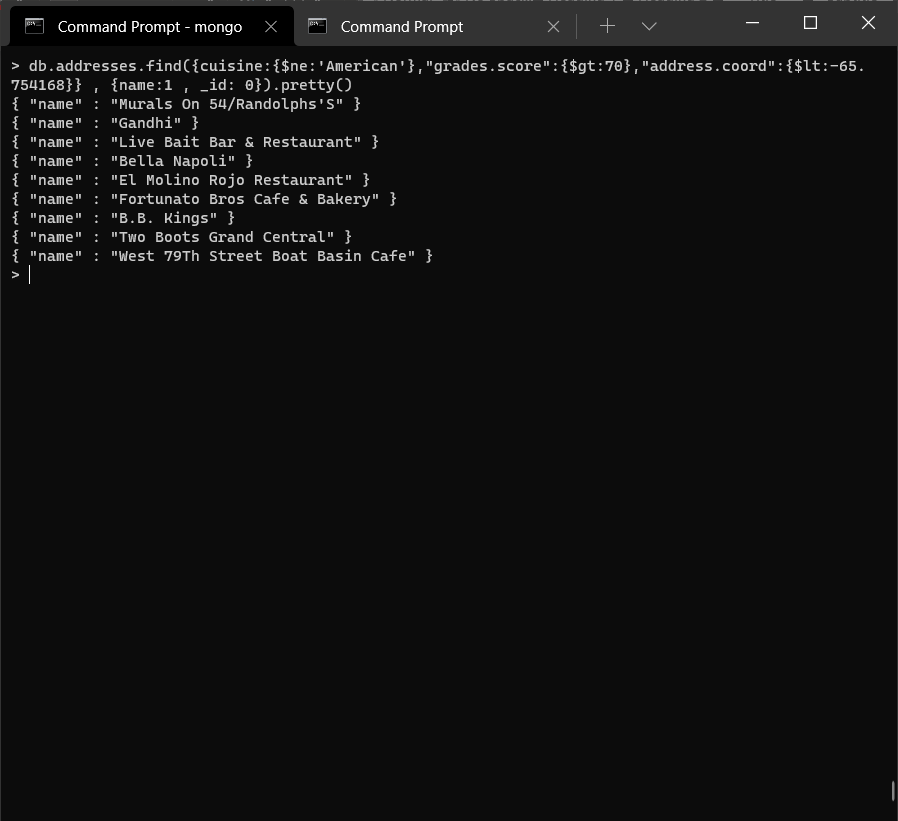 Command Prompt - mongo
Command Prompt
> db.addresses.find({cuisine:{$ne:'American'},"grades.score":{$gt:70},"address.coord":{$lt:-65.
754168}} , {name:1 , _id: 0}).pretty()
{ "name" : "Murals On 54/Randolphs'S" }
{ "name" : "Gandhi" }
{ "name" : "Live Bait Bar & Restaurant" }
{ "name" : "Bella Napoli" }
{ "name" : "El Molino Rojo Restaurant" }
{ "name" : "Fortunato Bros Cafe & Bakery" }
{ "name" : "B.B. Kings" }
{ "name" : "Two Boots Grand Central" }
{ "name" : "West 79Th Street Boat Basin Cafe" }
>